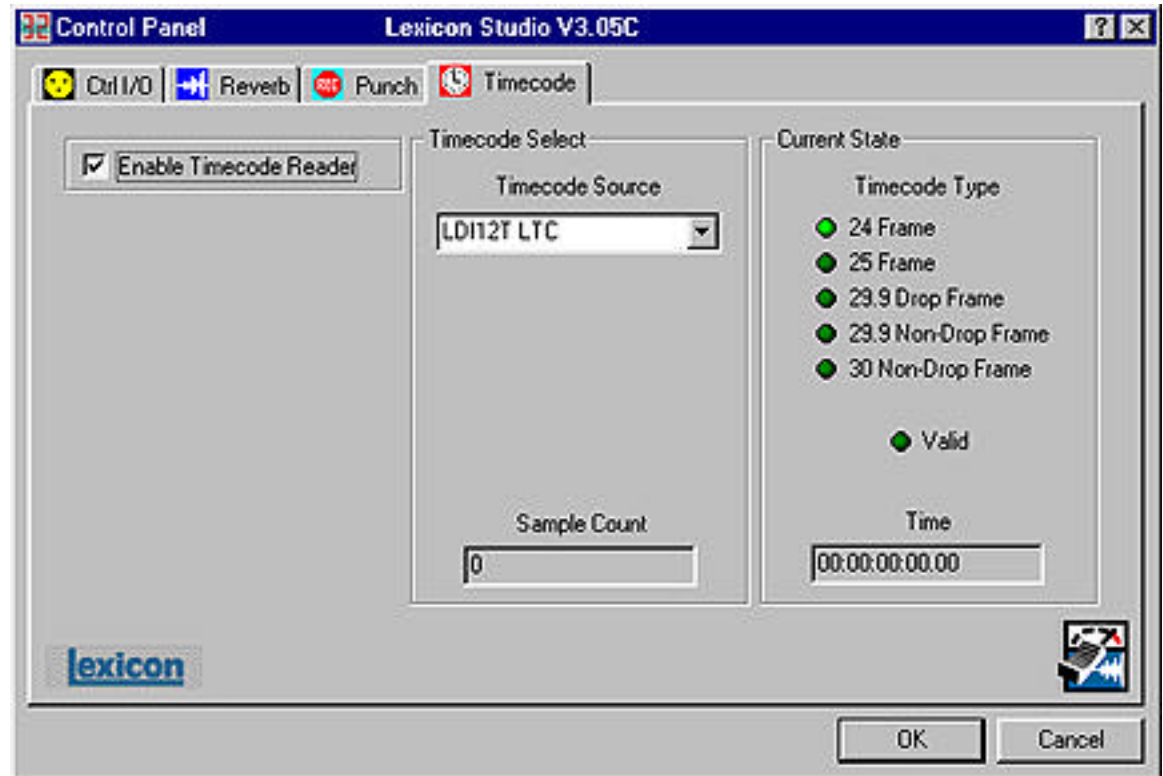 Control Panel Lexicon Studio V3.05C
Ctrl I/O Reverb Punch Timecode
Enable Timecode Reader
Timecode Select
Timecode Source
LDI12T LTC
Sample Count
0
Current State
Timecode Type
24 Frame
25 Frame
29.9 Drop Frame
29.9 Non-Drop Frame
30 Non-Drop Frame
Valid
Time
00:00:00:00.00
lexicon
OK Cancel